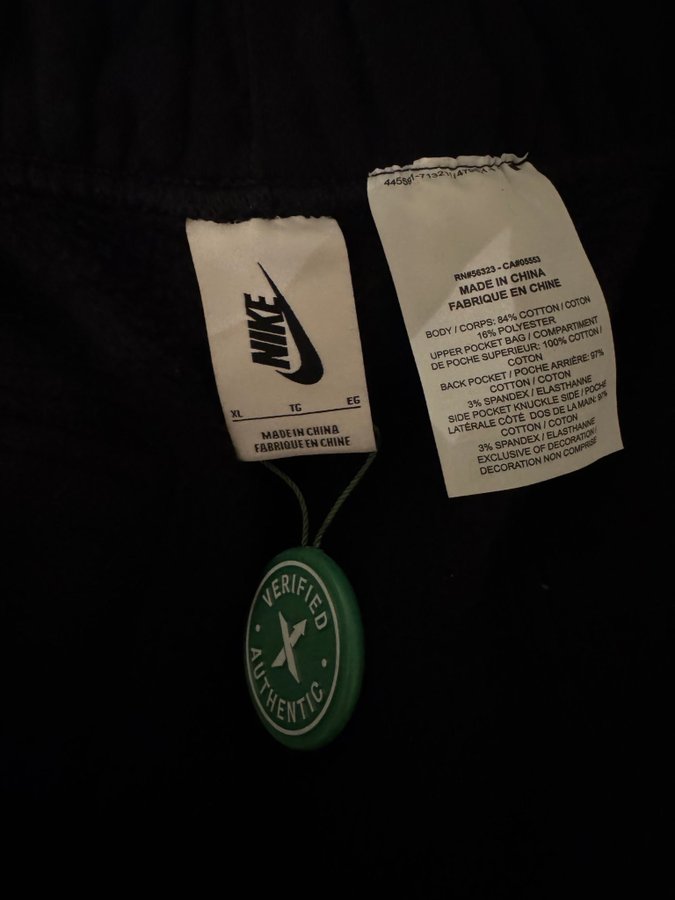 NIKE
XL TG EG
MADE IN CHINA
FABRIQUE EN CHINE
RN#56323 - CA#05553
MADE IN CHINA
FABRIQUE EN CHINE
BODY / CORPS: 84% COTTON / COTON
16% POLYESTER
UPPER POCKET BAG / COMPARTIMENT
DE POCHE SUPERIEUR: 100% COTTON /
COTON
BACK POCKET / POCHE ARRIÈRE: 97%
COTTON / COTON
3% SPANDEX / ELASTHANNE
SIDE POCKET KNUCKLE SIDE / POCHE
LATÉRALE CÔTÉ DOS DE LA MAIN: 97%
COTTON / COTON
3% SPANDEX / ELASTHANNE
EXCLUSIVE OF DECORATION /
DECORATION NON COMPRISE
VERIFIED
AUTHENTIC